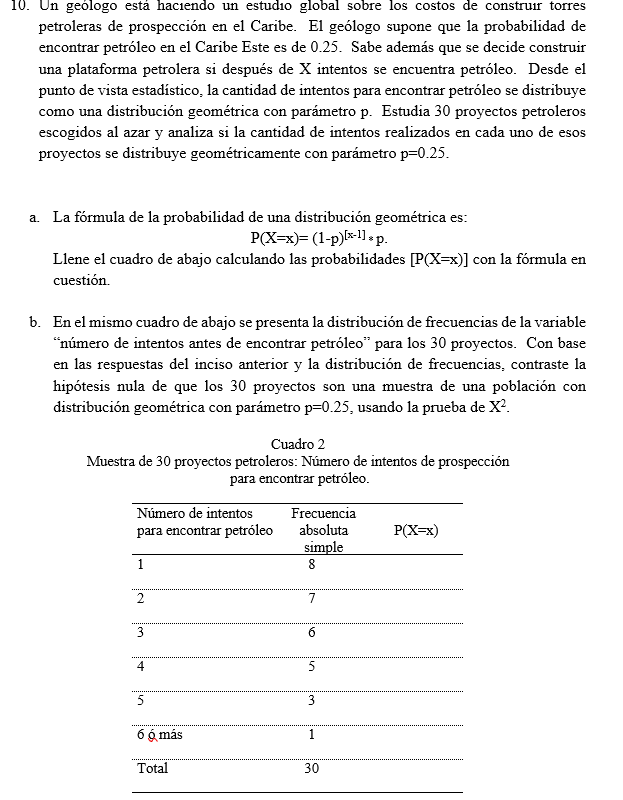 10. Un geólogo está haciendo un estudio global sobre los costos de construir torres
petroleras de prospección en el Caribe. El geólogo supone que la probabilidad de
encontrar petróleo en el Caribe Este es de 0.25. Sabe además que se decide construir
una plataforma petrolera si después de X intentos se encuentra petróleo. Desde el
punto de vista estadístico, la cantidad de intentos para encontrar petróleo se distribuye
como una distribución geométrica con parámetro p. Estudia 30 proyectos petroleros
escogidos al azar y analiza si la cantidad de intentos realizados en cada uno de esos
proyectos se distribuye geométricamente con parámetro p=0.25.
a. La fórmula de la probabilidad de una distribución geométrica es:
P(X=x)= (1-p)[x-1] * p.
Llene el cuadro de abajo calculando las probabilidades [P(X=x)] con la fórmula en
cuestión.
b. En el mismo cuadro de abajo se presenta la distribución de frecuencias de la variable
“número de intentos antes de encontrar petróleo” para los 30 proyectos. Con base
en las respuestas del inciso anterior y la distribución de frecuencias, contraste la
hipótesis nula de que los 30 proyectos son una muestra de una población con
distribución geométrica con parámetro p=0.25, usando la prueba de X².
Cuadro 2
Muestra de 30 proyectos petroleros: Número de intentos de prospección
para encontrar petróleo.
Número de intentos Frecuencia
para encontrar petróleo absoluta P(X=x)
simple
1 8
2 7
3 6
4 5
5 3
6 ó más 1
Total 30